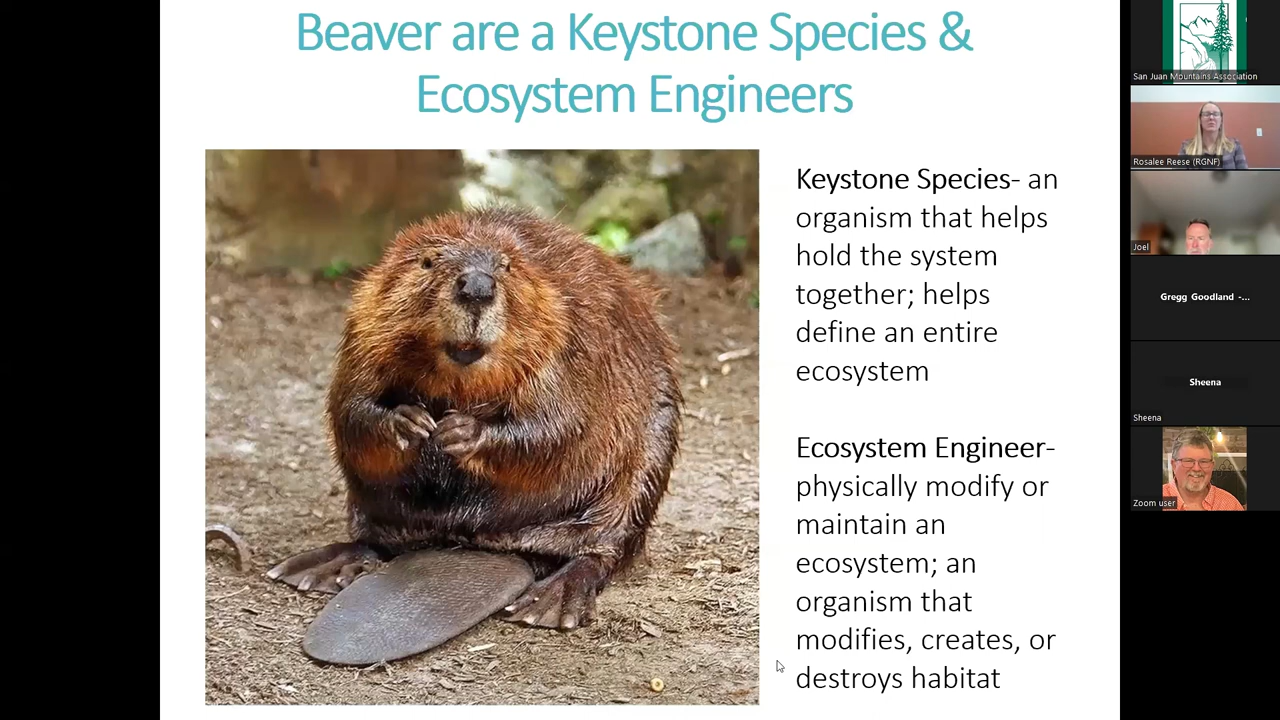 Beaver are a Keystone Species &
Ecosystem Engineers
Keystone Species- an
organism that helps
hold the system
together; helps
define an entire
ecosystem
Ecosystem Engineer-
physically modify or
maintain an
ecosystem; an
organism that
modifies, creates, or
destroys habitat
San Juan Mountains Association
Rosalee Reese (RGNF)
Joel
Gregg Goodland -...
Sheena
Sheena
Zoom user